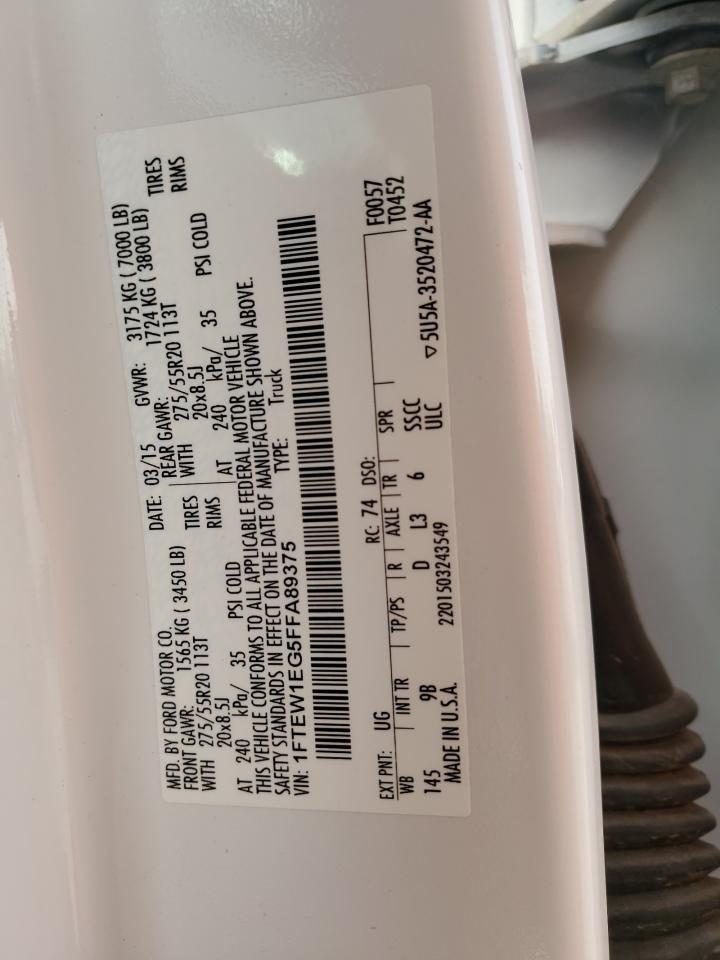 MFD. BY FORD MOTOR CO.
DATE: 03/15 GVWR: 3175 KG ( 7000 LB)
FRONT GAWR: 1565 KG ( 3450 LB)
REAR GAWR: 1724 KG ( 3800 LB)
WITH 275/55R20 113T TIRES
WITH 275/55R20 113T TIRES
20x8.5J RIMS
20x8.5J RIMS
AT 240 kPa/ 35 PSI COLD
AT 240 kPa/ 35 PSI COLD
THIS VEHICLE CONFORMS TO ALL APPLICABLE FEDERAL MOTOR VEHICLE
SAFETY STANDARDS IN EFFECT ON THE DATE OF MANUFACTURE SHOWN ABOVE.
VIN: 1FTEW1EG5FFA89375 TYPE: Truck
EXT PNT: UG RC: 74 DSO: F0057
WB INT TR TP/PS R AXLE TR SPR T0452
145 9B D L3 6 SSCC
MADE IN U.S.A. 2201503243549 ULC ▽5U5A-3520472-AA